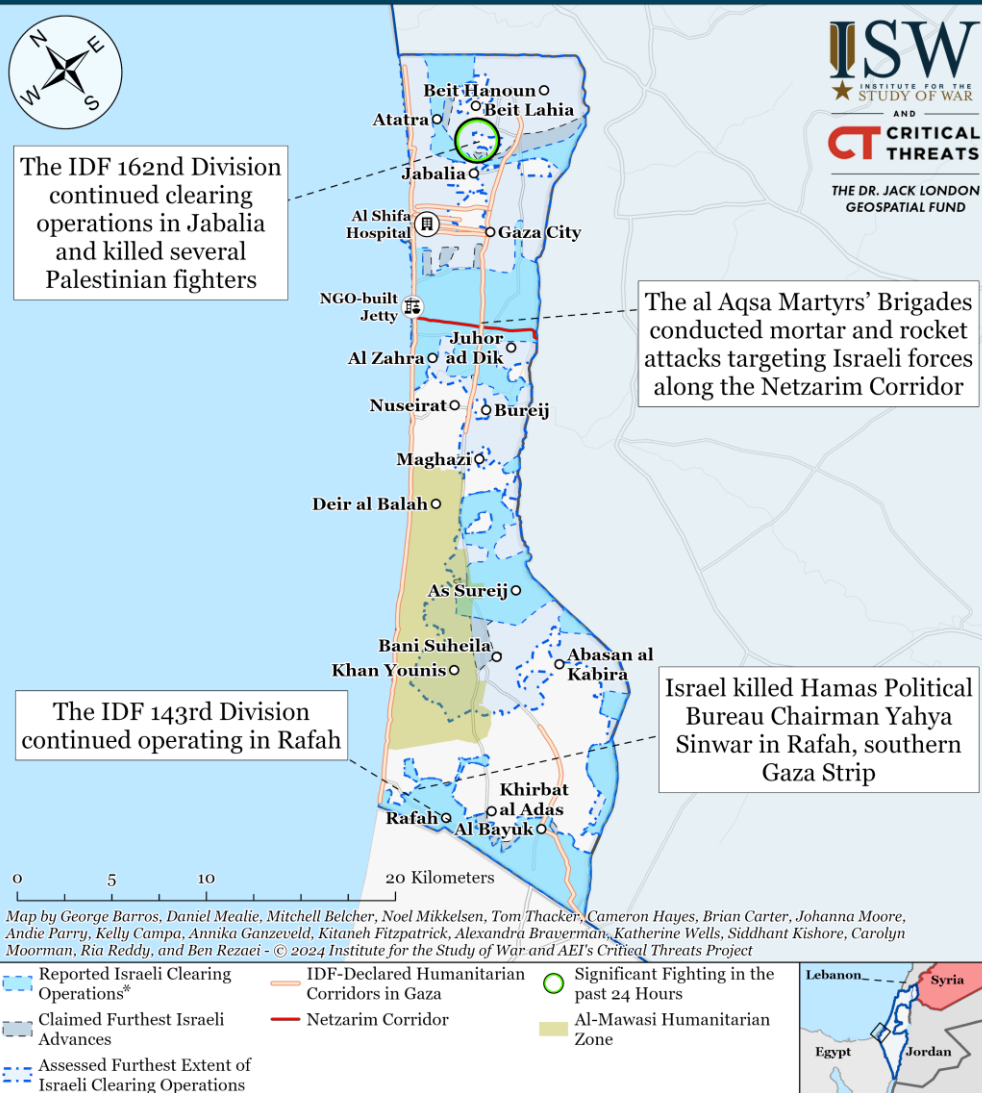 N
E
W
S
ISW
INSTITUTE FOR THE
STUDY OF WAR
AND
CT CRITICAL
THREATS
THE DR. JACK LONDON
GEOSPATIAL FUND
Beit Hanoun
Beit Lahia
Atatra
The IDF 162nd Division
continued clearing
operations in Jabalia
and killed several
Palestinian fighters
Jabalia
Al Shifa
Hospital
Gaza City
NGO-built
Jetty
The al Aqsa Martyrs’ Brigades
conducted mortar and rocket
attacks targeting Israeli forces
along the Netzarim Corridor
Juhor
ad Dik
Al Zahra
Nuseirat
Bureij
Maghazi
Deir al Balah
As Sureij
Bani Suheila
Abasan al
Kabira
Khan Younis
The IDF 143rd Division
continued operating in Rafah
Israel killed Hamas Political
Bureau Chairman Yahya
Sinwar in Rafah, southern
Gaza Strip
Khirbat
al Adas
Rafah
Al Bayuk
0 5 10 20 Kilometers
Map by George Barros, Daniel Mealie, Mitchell Belcher, Noel Mikkelsen, Tom Thacker, Cameron Hayes, Brian Carter, Johanna Moore,
Andie Parry, Kelly Campa, Annika Ganzeveld, Kitaneh Fitzpatrick, Alexandra Braverman, Katherine Wells, Siddhant Kishore, Carolyn
Moorman, Ria Reddy, and Ben Rezaei - © 2024 Institute for the Study of War and AEI's Critical Threats Project
Reported Israeli Clearing
Operations*
Claimed Furthest Israeli
Advances
Assessed Furthest Extent of
Israeli Clearing Operations
IDF-Declared Humanitarian
Corridors in Gaza
Netzarim Corridor
Significant Fighting in the
past 24 Hours
Al-Mawasi Humanitarian
Zone
Lebanon
Syria
Egypt
Jordan